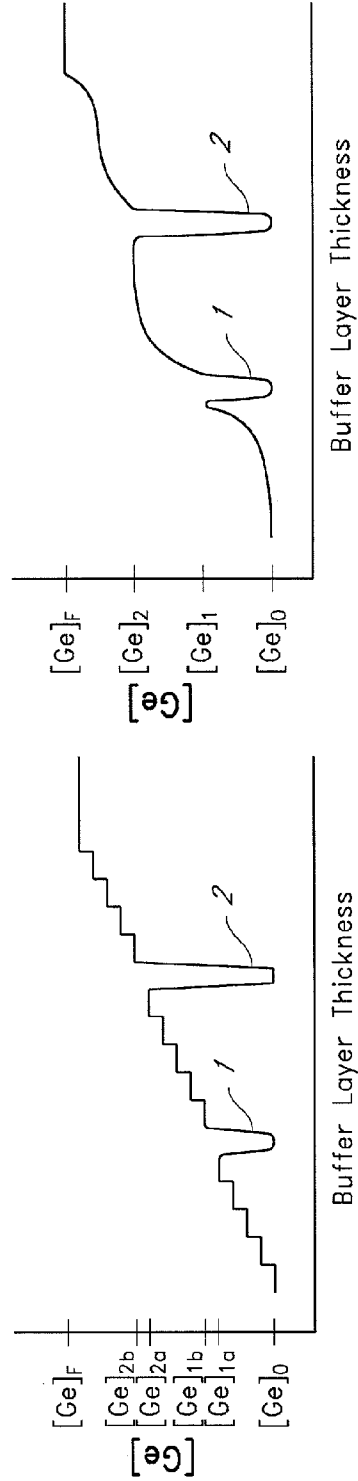 [Ge]
[Ge]F
[Ge]2b
[Ge]2a
[Ge]1b
[Ge]1a
[Ge]0
1
2
Buffer Layer Thickness
[Ge]
[Ge]F
[Ge]2
[Ge]1
[Ge]0
1
2
Buffer Layer Thickness